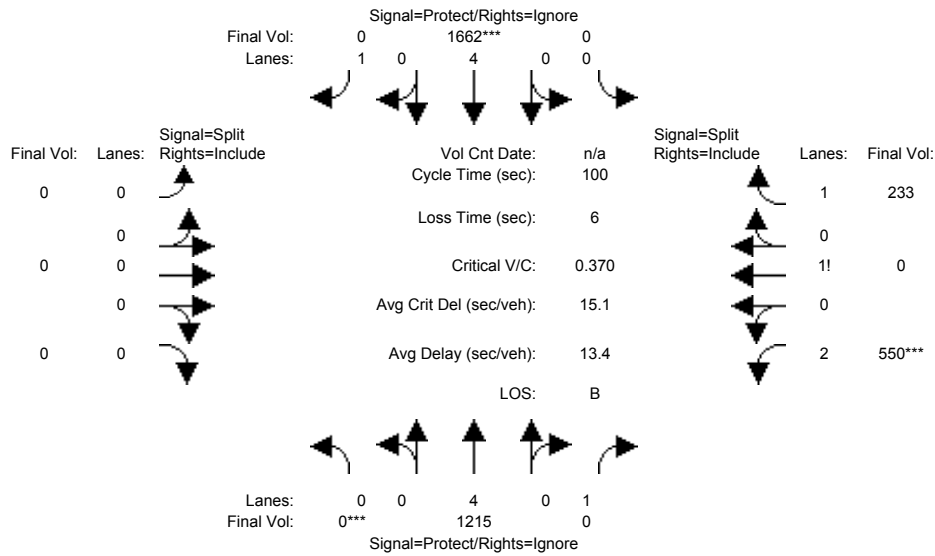 Signal=Protect/Rights=Ignore
Final Vol: 0 1662*** 0
Lanes: 1 0 4 0 0
Signal=Split
Final Vol: Lanes: Rights=Include
Vol Cnt Date: n/a
Signal=Split
Rights=Include Lanes: Final Vol:
Cycle Time (sec): 100
0 0
1 233
Loss Time (sec): 6
0
0
0 0
Critical V/C: 0.370
1! 0
0
Avg Crit Del (sec/veh): 15.1
0
0 0
Avg Delay (sec/veh): 13.4
2 550***
LOS: B
Lanes: 0 0 4 0 1
Final Vol: 0*** 1215 0
Signal=Protect/Rights=Ignore